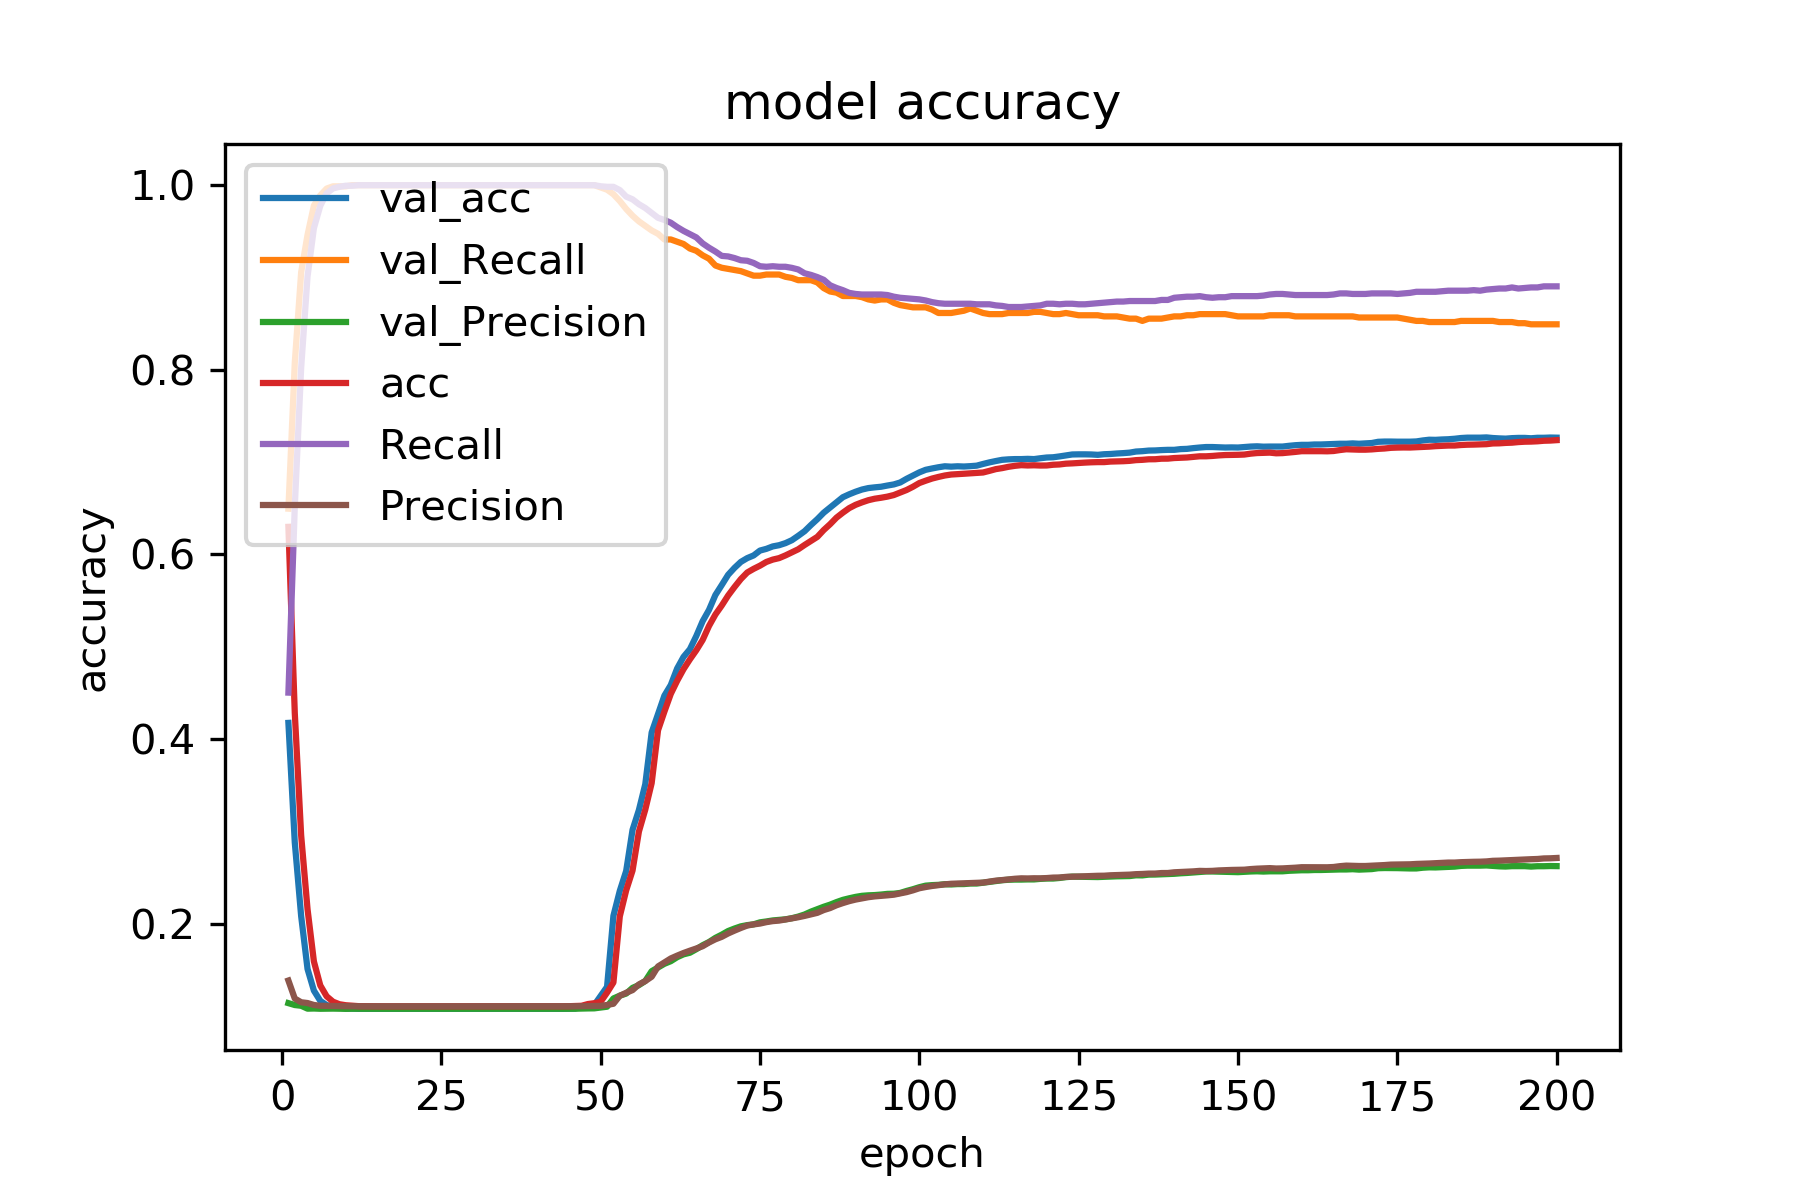 model accuracy
1.0
0.8
0.6
0.4
0.2
accuracy
val_acc
val_Recall
val_Precision
acc
Recall
Precision
0 25 50 75 100 125 150 175 200
epoch